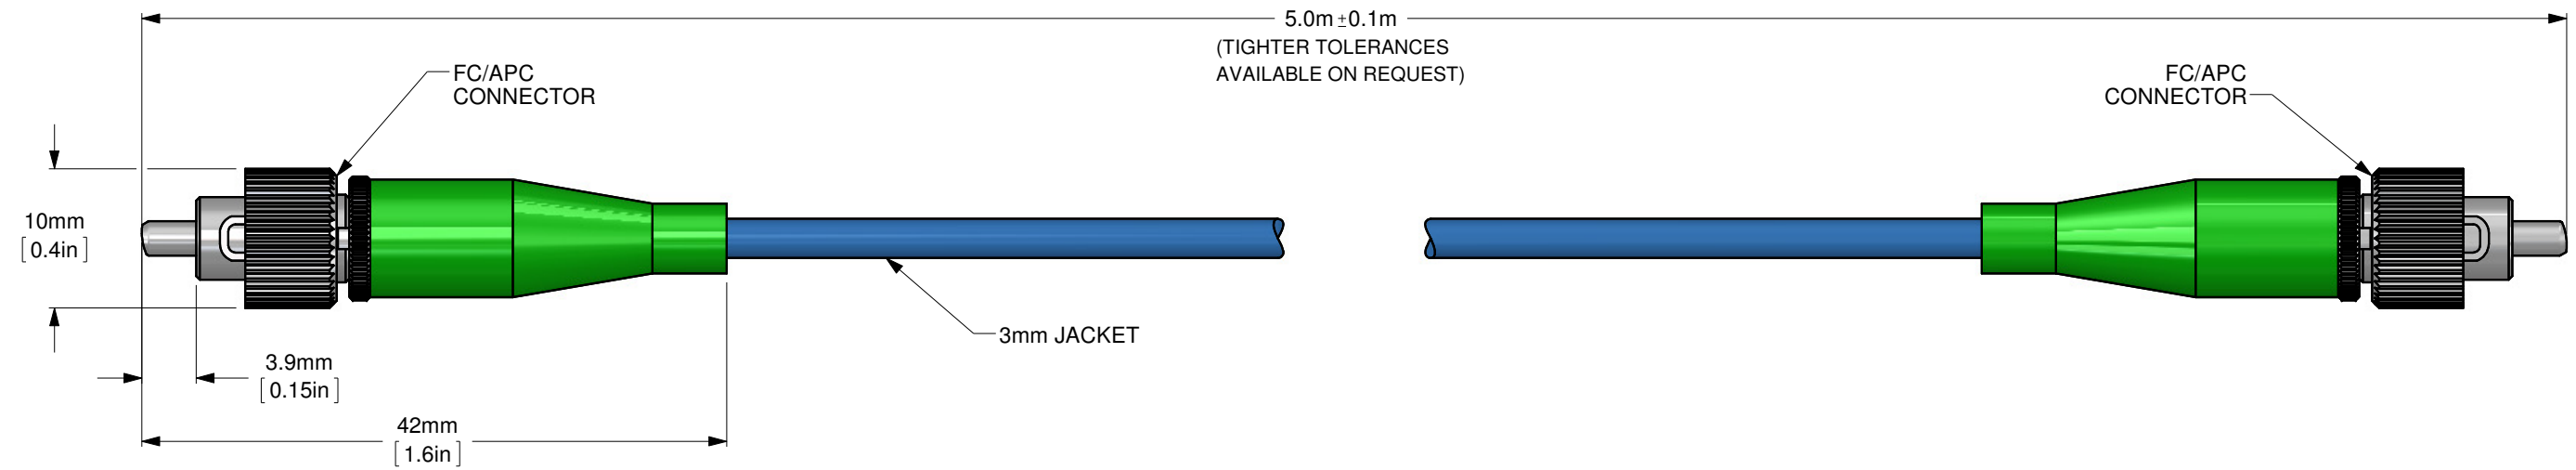 5.0m ±0.1m
(TIGHTER TOLERANCES
AVAILABLE ON REQUEST)
FC/APC
CONNECTOR
FC/APC
CONNECTOR
10mm
[0.4in]
3mm JACKET
3.9mm
[0.15in]
42mm
[1.6in]